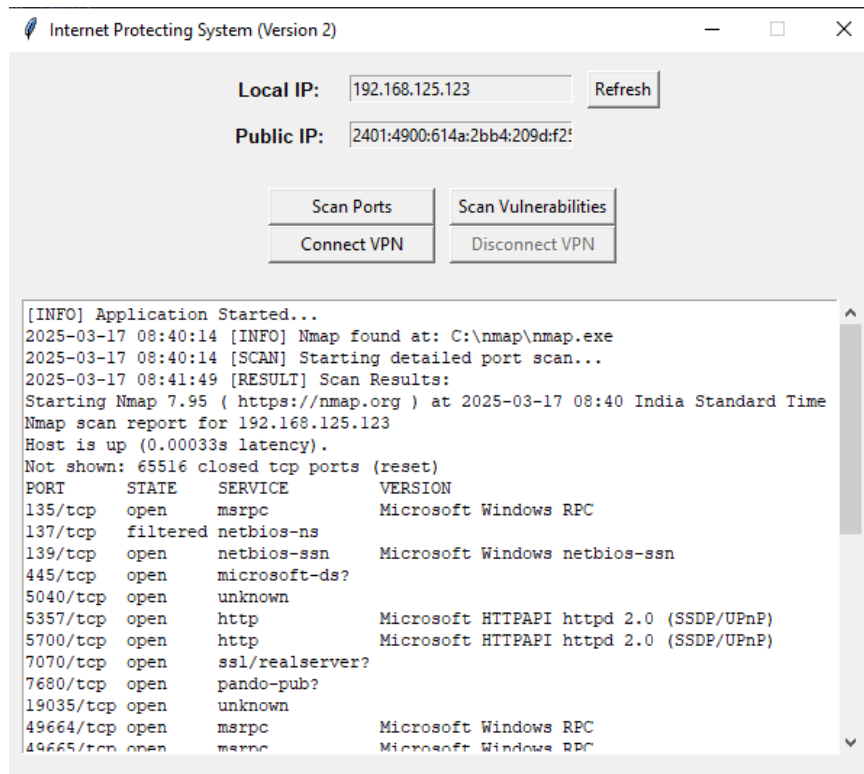 Internet Protecting System (Version 2)
Local IP: 192.168.125.123 Refresh
Public IP: 2401:4900:614a:2bb4:209d:f25
Scan Ports Scan Vulnerabilities
Connect VPN Disconnect VPN
[INFO] Application Started...
2025-03-17 08:40:14 [INFO] Nmap found at: C:\nmap\nmap.exe
2025-03-17 08:40:14 [SCAN] Starting detailed port scan...
2025-03-17 08:41:49 [RESULT] Scan Results:
Starting Nmap 7.95 ( https://nmap.org ) at 2025-03-17 08:40 India Standard Time
Nmap scan report for 192.168.125.123
Host is up (0.00033s latency).
Not shown: 65516 closed tcp ports (reset)
PORT STATE SERVICE VERSION
135/tcp open msrpc Microsoft Windows RPC
137/tcp filtered netbios-ns
139/tcp open netbios-ssn Microsoft Windows netbios-ssn
445/tcp open microsoft-ds?
5040/tcp open unknown
5357/tcp open http Microsoft HTTPAPI httpd 2.0 (SSDP/UPnP)
5700/tcp open http Microsoft HTTPAPI httpd 2.0 (SSDP/UPnP)
7070/tcp open ssl/realserver?
7680/tcp open pando-pub?
19035/tcp open unknown
49664/tcp open msrpc Microsoft Windows RPC
49665/tcp open msrpc Microsoft Windows RPC